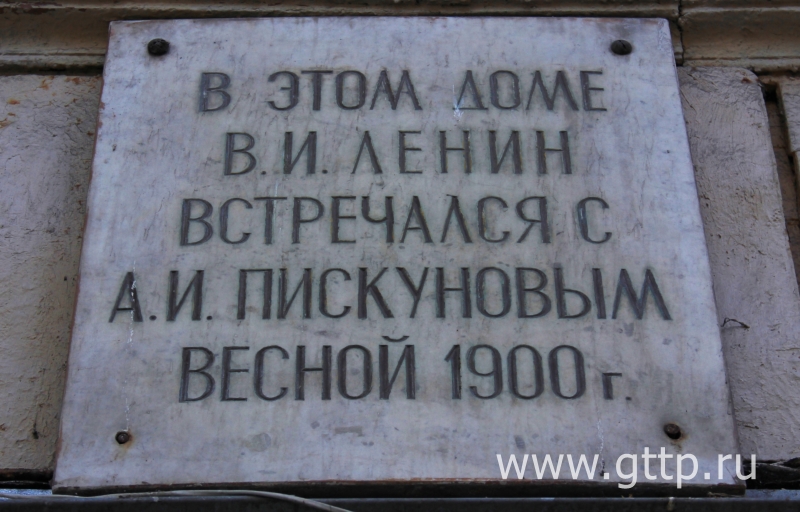 В ЭТОМ ДОМЕ
В.И. ЛЕНИН
ВСТРЕЧАЛСЯ С
А.И. ПИСКУНОВЫМ
ВЕСНОЙ 1900 г.
www.gttp.ru